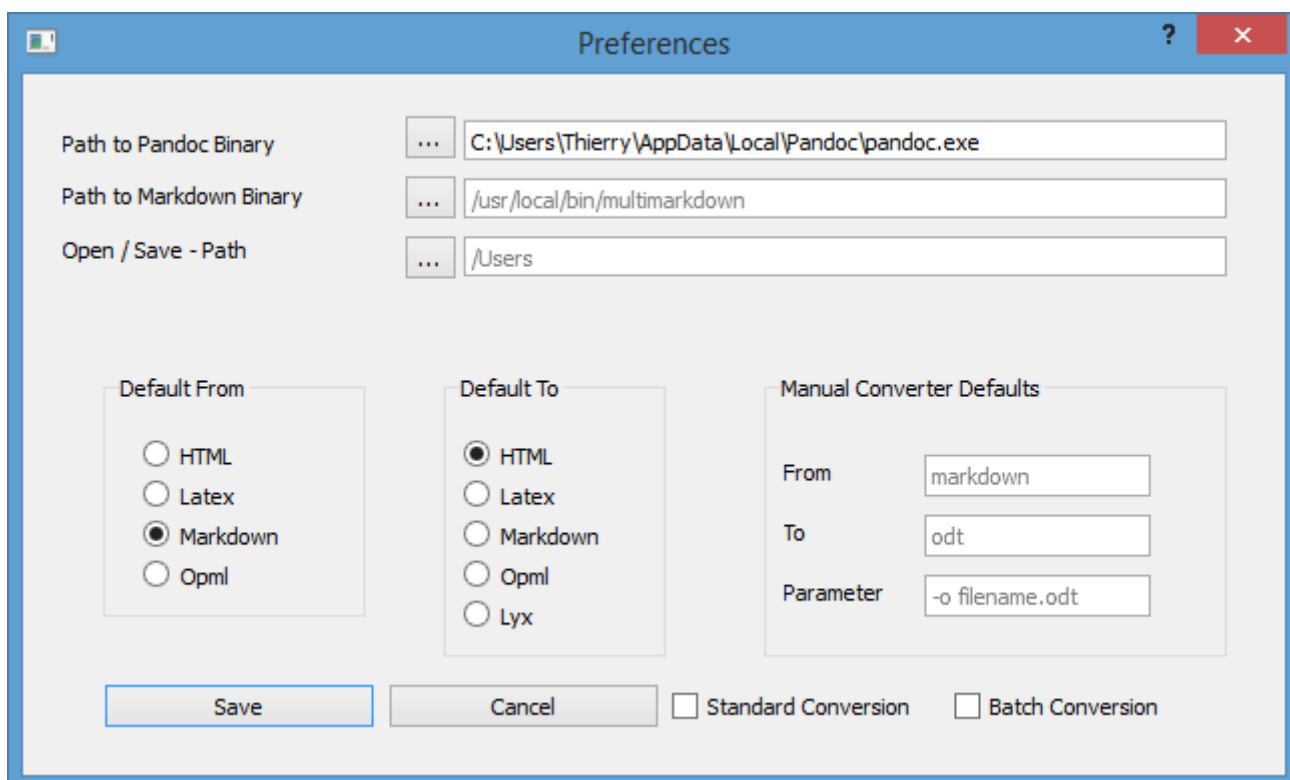 Preferences
?
Path to Pandoc Binary ... C:\Users\Thierry\AppData\Local\Pandoc\pandoc.exe
Path to Markdown Binary ... /usr/local/bin/multimarkdown
Open / Save - Path ... /Users
Default From
HTML
Latex
Markdown
Opml
Default To
HTML
Latex
Markdown
Opml
Lyx
Manual Converter Defaults
From markdown
To odt
Parameter -o filename.odt
Save Cancel Standard Conversion Batch Conversion